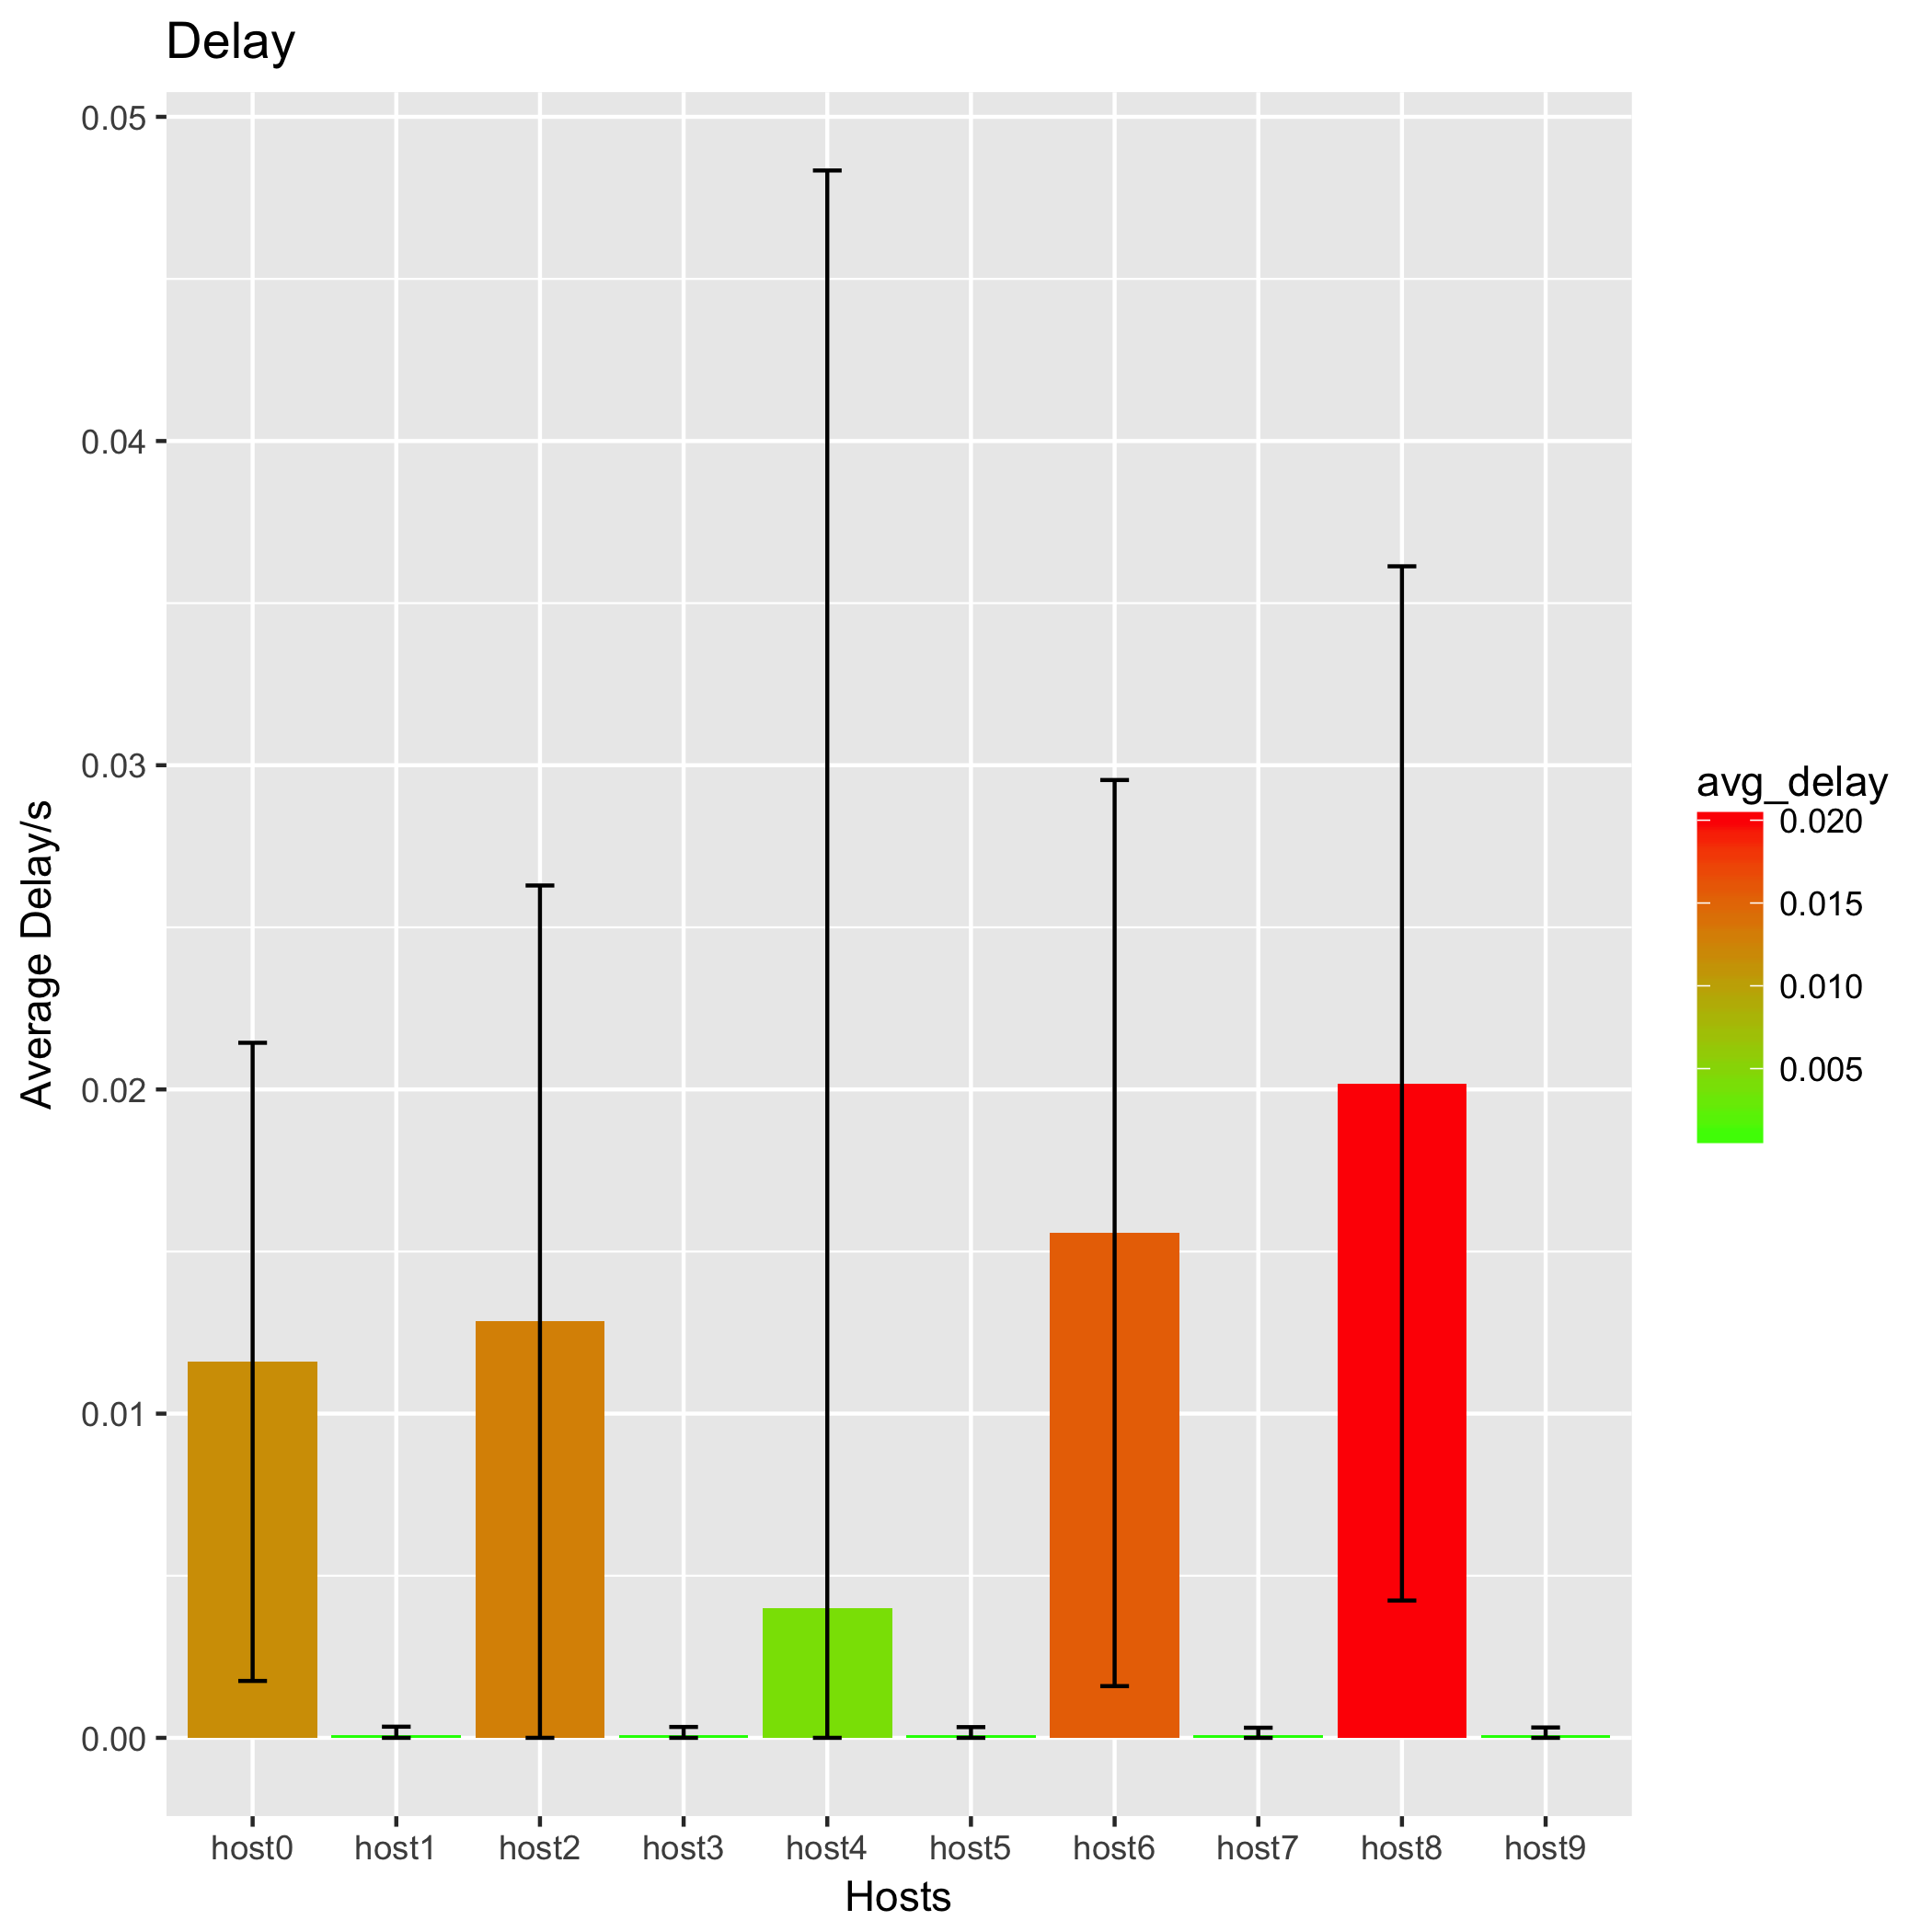 Delay
0.05
0.04
0.03
0.02
0.01
0.00
Average Delay/s
host0 host1 host2 host3 host4 host5 host6 host7 host8 host9
Hosts
avg_delay
0.020
0.015
0.010
0.005